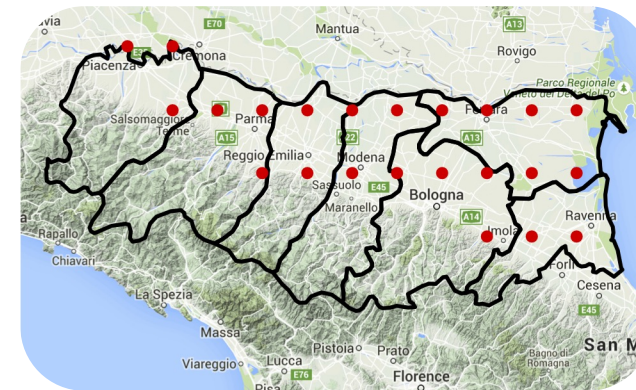 via
E70
Mantua
A13
Rovigo
Piacenza
Cremona
Parco Regionale
Veneto del Delta del Po
Salsomaggiore
Terme
Parma
A15
A13
Reggio Emilia
Modena
Sassuolo
Maranello
E45
Bologna
A14
Imola
Ravenna
Forlì
Cesena
E45
Rapallo
Chiavari
La Spezia
Massa
Viareggio
Lucca
E76
Pistoia
Prato
Florence
Pisa
Bagno di
Romagna
San M